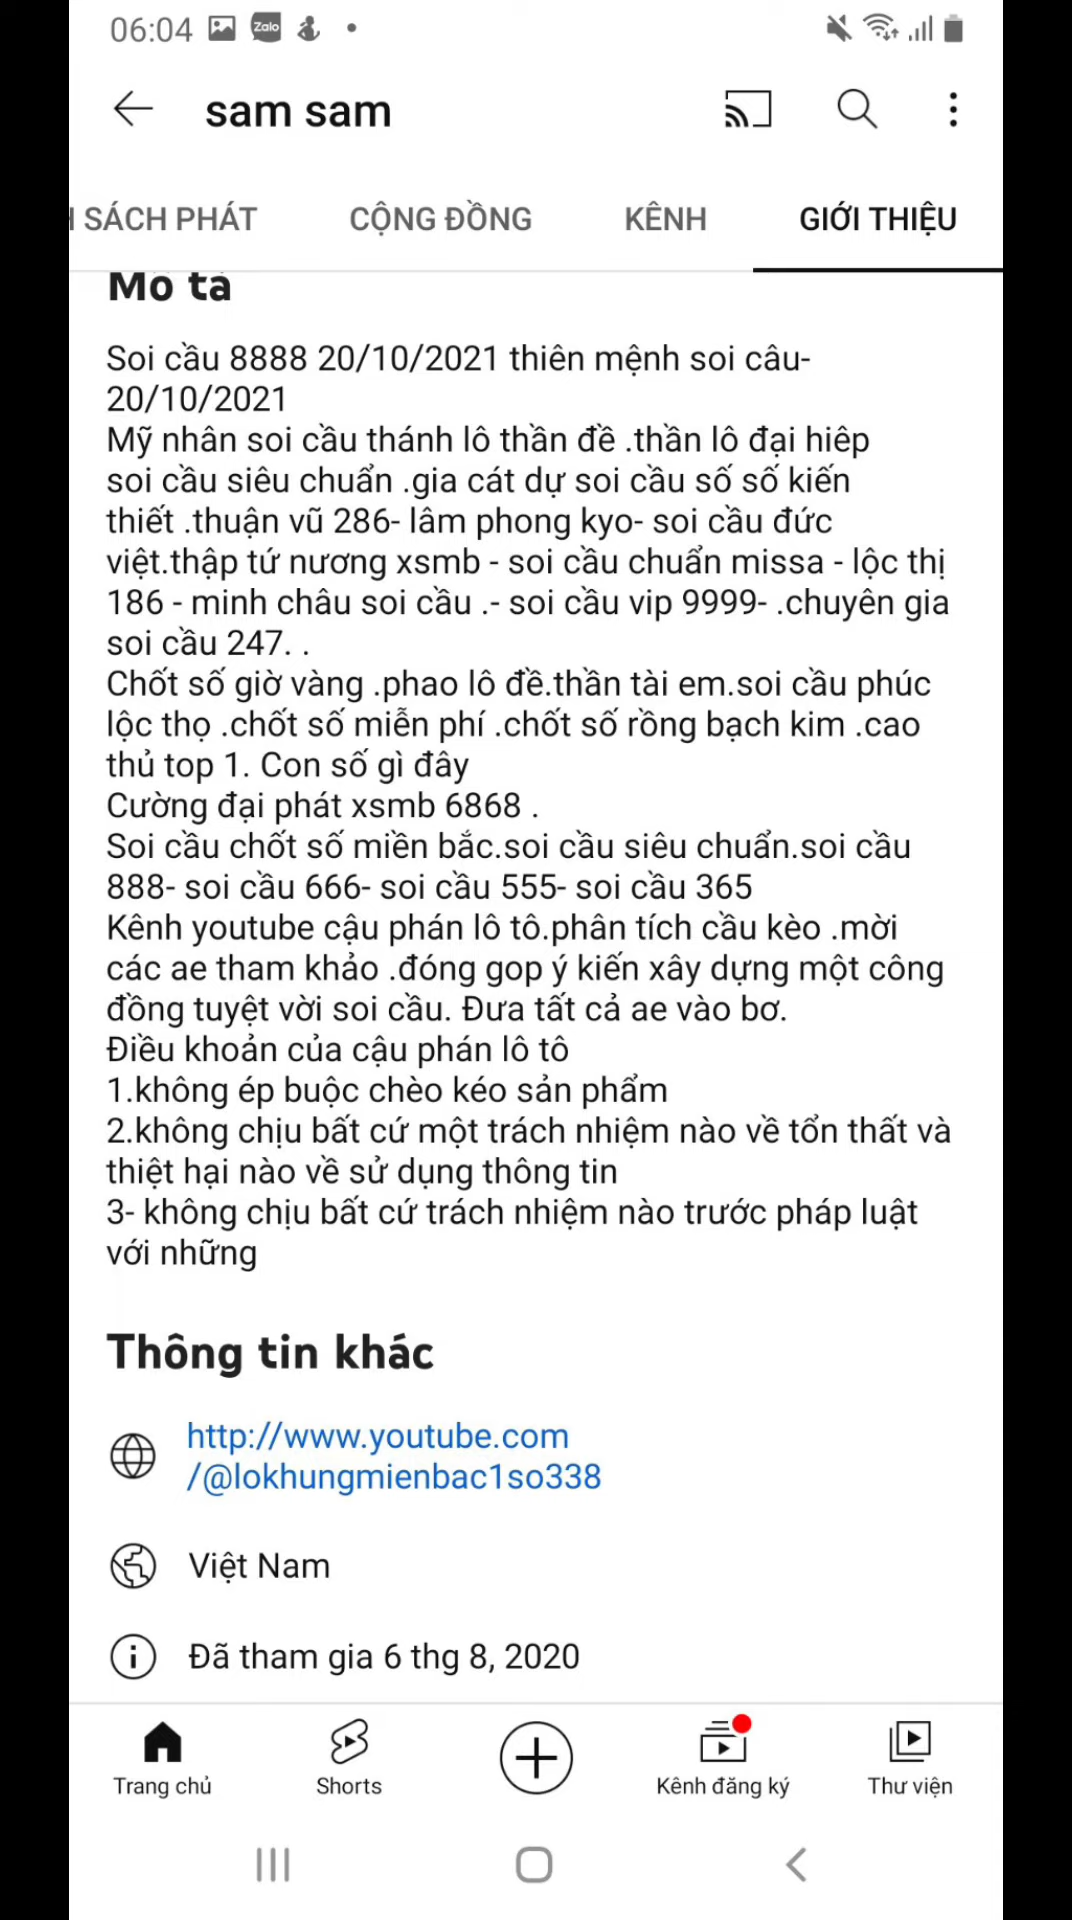 06:04 Zalo
sam sam
H SÁCH PHÁT CỘNG ĐỒNG KÊNH GIỚI THIỆU
Mô tả
Soi cầu 8888 20/10/2021 thiên mệnh soi câu-
20/10/2021
Mỹ nhân soi cầu thánh lô thần đề .thần lô đại hiêp
soi cầu siêu chuẩn .gia cát dự soi cầu số số kiến
thiết .thuận vũ 286- lâm phong kyo- soi cầu đức
việt.thập tứ nương xsmb - soi cầu chuẩn missa - lộc thị
186 - minh châu soi cầu .- soi cầu vip 9999- .chuyên gia
soi cầu 247. .
Chốt số giờ vàng .phao lô đề.thần tài em.soi cầu phúc
lộc thọ .chốt số miễn phí .chốt số rồng bạch kim .cao
thủ top 1. Con số gì đây
Cường đại phát xsmb 6868 .
Soi cầu chốt số miền bắc.soi cầu siêu chuẩn.soi cầu
888- soi cầu 666- soi cầu 555- soi cầu 365
Kênh youtube cậu phán lô tô.phân tích cầu kèo .mời
các ae tham khảo .đóng gop ý kiến xây dựng một công
đồng tuyệt vời soi cầu. Đưa tất cả ae vào bơ.
Điều khoản của cậu phán lô tô
1.không ép buộc chèo kéo sản phẩm
2.không chịu bất cứ một trách nhiệm nào về tổn thất và
thiệt hại nào về sử dụng thông tin
3- không chịu bất cứ trách nhiệm nào trước pháp luật
với những
Thông tin khác
http://www.youtube.com
/@lokhungmienbac1so338
Việt Nam
Đã tham gia 6 thg 8, 2020
Trang chủ Shorts Kênh đăng ký Thư viện